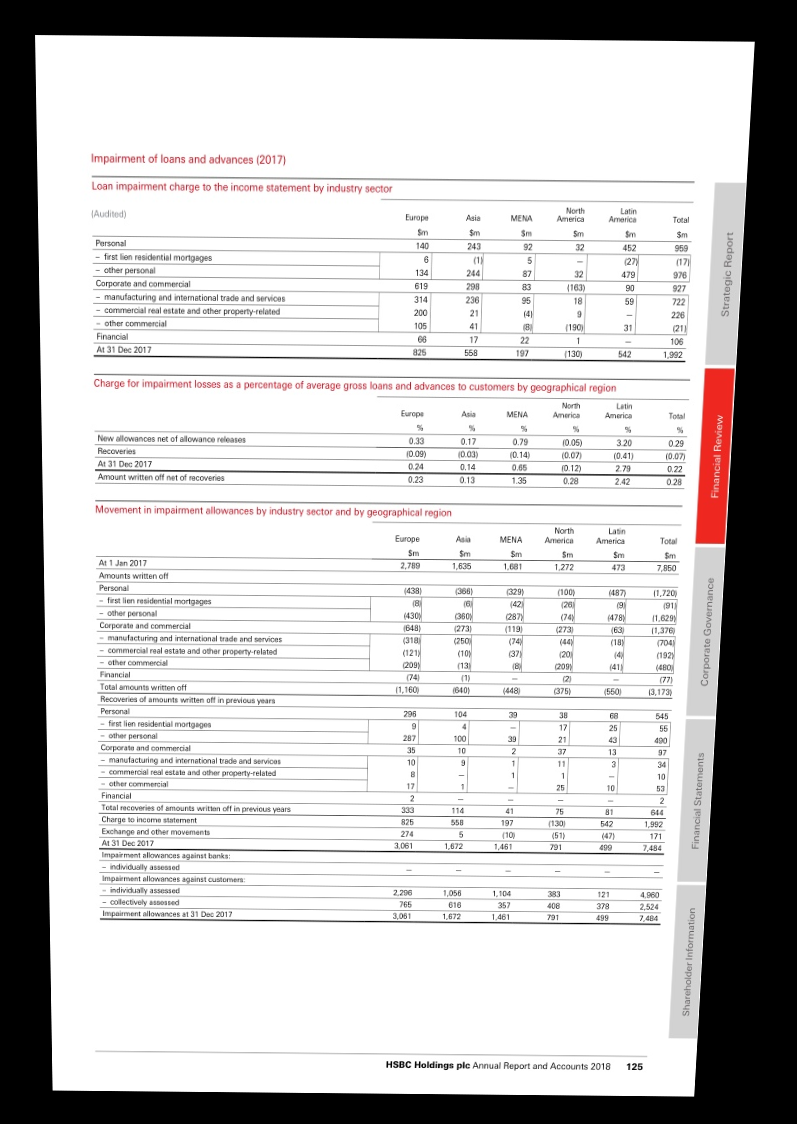 Impairment of loans and advances (2017)
Loan impairment charge to the income statement by industry sector
(Audited) Europe Asia MENA North America Latin America Total
$m $m $m $m $m $m
Personal 140 243 92 32 452 959
– first lien residential mortgages 6 (1) 5 – (27) (17)
– other personal 134 244 87 32 479 976
Corporate and commercial 619 298 83 (163) 90 927
– manufacturing and international trade and services 314 236 95 18 59 722
– commercial real estate and other property-related 200 21 (4) 9 – 226
– other commercial 105 41 (8) (190) 31 (21)
Financial 66 17 22 1 – 106
At 31 Dec 2017 825 558 197 (130) 542 1,992
Charge for impairment losses as a percentage of average gross loans and advances to customers by geographical region
Europe Asia MENA North America Latin America Total
% % % % % %
New allowances net of allowance releases 0.33 0.17 0.79 (0.05) 3.20 0.29
Recoveries (0.09) (0.03) (0.14) (0.07) (0.41) (0.07)
At 31 Dec 2017 0.24 0.14 0.65 (0.12) 2.79 0.22
Amount written off net of recoveries 0.23 0.13 1.35 0.28 2.42 0.28
Movement in impairment allowances by industry sector and by geographical region
Europe Asia MENA North America Latin America Total
$m $m $m $m $m $m
At 1 Jan 2017 2,789 1,635 1,681 1,272 473 7,850
Amounts written off
Personal (438) (366) (329) (100) (487) (1,720)
– first lien residential mortgages (8) (6) (42) (26) (9) (91)
– other personal (430) (360) (287) (74) (478) (1,629)
Corporate and commercial (648) (273) (119) (273) (63) (1,376)
– manufacturing and international trade and services (318) (250) (74) (44) (18) (704)
– commercial real estate and other property-related (121) (10) (37) (20) (4) (192)
– other commercial (209) (13) (8) (209) (41) (480)
Financial (74) (1) – (2) – (77)
Total amounts written off (1,160) (640) (448) (375) (550) (3,173)
Recoveries of amounts written off in previous years
Personal 296 104 39 38 68 545
– first lien residential mortgages 9 4 – 17 25 55
– other personal 287 100 39 21 43 490
Corporate and commercial 35 10 2 37 13 97
– manufacturing and international trade and services 10 9 1 11 3 34
– commercial real estate and other property-related 8 – 1 1 – 10
– other commercial 17 1 – 25 10 53
Financial 2 – – – – 2
Total recoveries of amounts written off in previous years 333 114 41 75 81 644
Charge to income statement 825 558 197 (130) 542 1,992
Exchange and other movements 274 5 (10) (51) (47) 171
At 31 Dec 2017 3,061 1,672 1,461 791 499 7,484
Impairment allowances against banks:
– individually assessed – – – – – –
Impairment allowances against customers:
– individually assessed 2,296 1,056 1,104 383 121 4,960
– collectively assessed 765 616 357 408 378 2,524
Impairment allowances at 31 Dec 2017 3,061 1,672 1,461 791 499 7,484
Strategic Report
Financial Review
Corporate Governance
Financial Statements
Shareholder Information
HSBC Holdings plc Annual Report and Accounts 2018 125